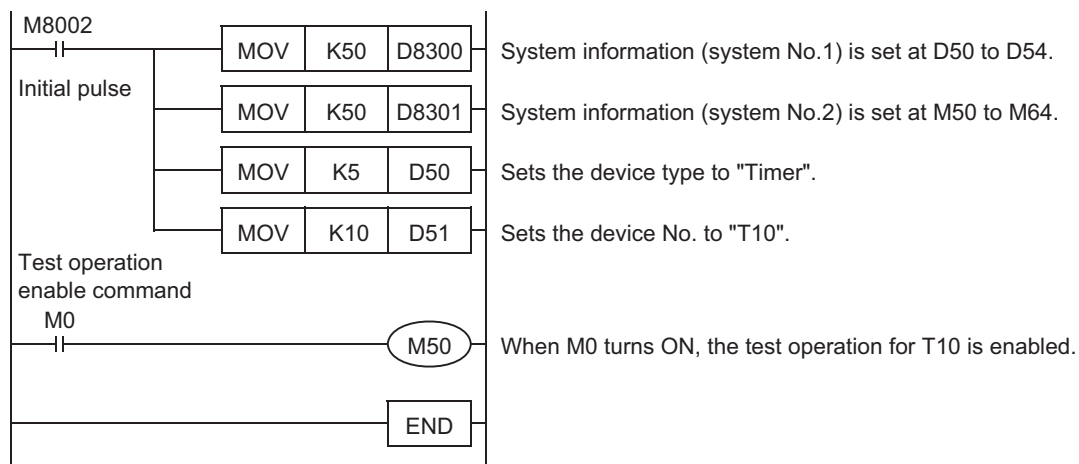 M8002
MOV K50 D8300 System information (system No.1) is set at D50 to D54.
Initial pulse
MOV K50 D8301 System information (system No.2) is set at M50 to M64.
MOV K5 D50 Sets the device type to "Timer".
MOV K10 D51 Sets the device No. to "T10".
Test operation
enable command
M0
M50 When M0 turns ON, the test operation for T10 is enabled.
END